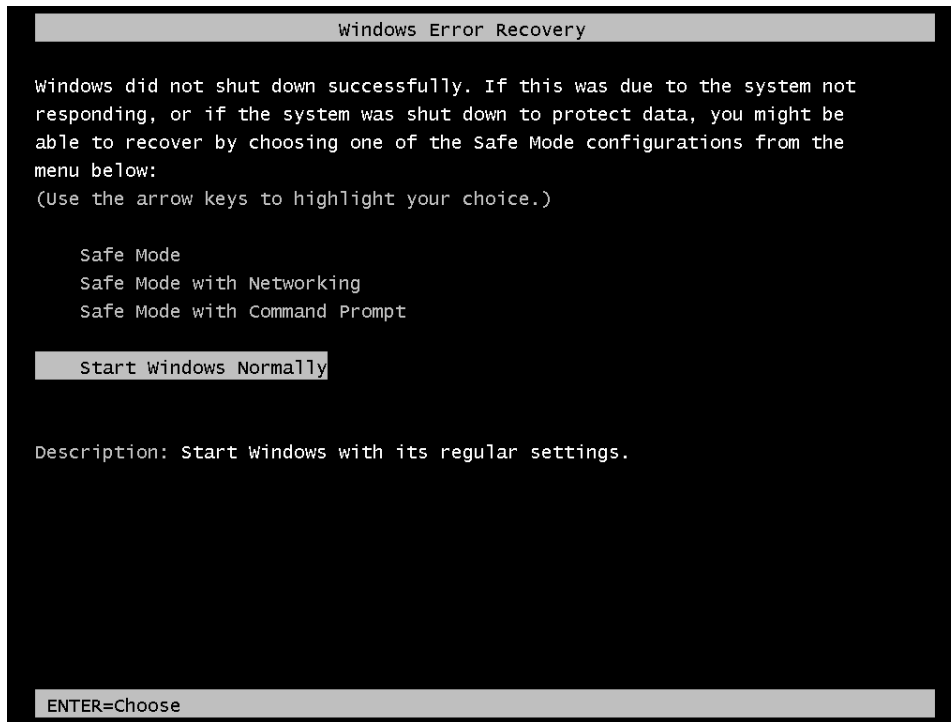 Windows Error Recovery
Windows did not shut down successfully. If this was due to the system not
responding, or if the system was shut down to protect data, you might be
able to recover by choosing one of the Safe Mode configurations from the
menu below:
(Use the arrow keys to highlight your choice.)
Safe Mode
Safe Mode with Networking
Safe Mode with Command Prompt
Start Windows Normally
Description: Start Windows with its regular settings.
ENTER=Choose